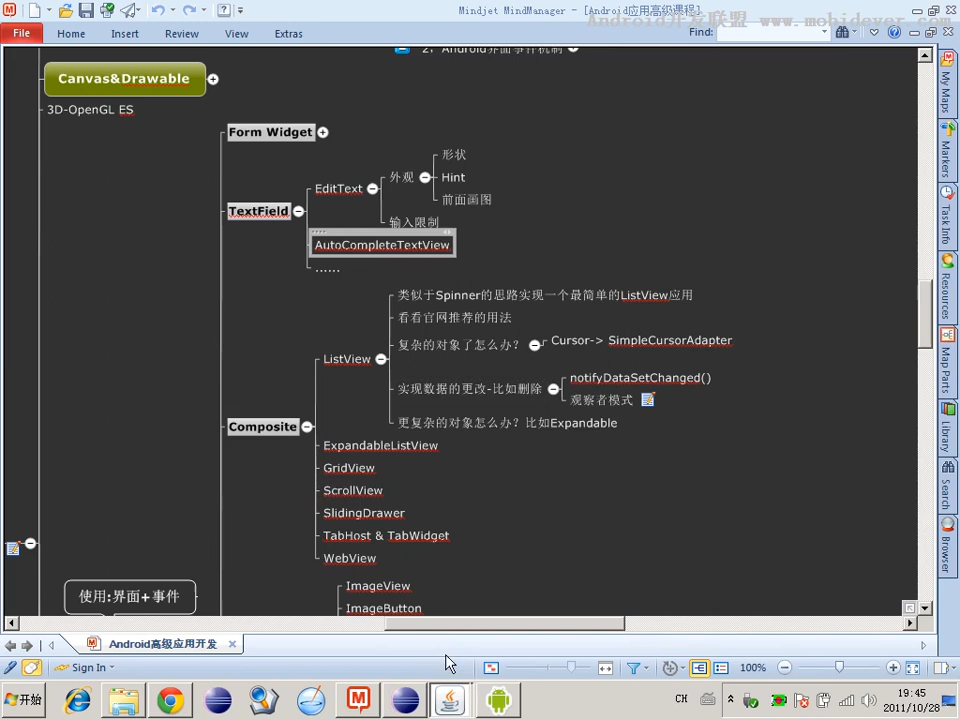 Mindjet MindManager - [Android应用高级课程]
Android开发联盟 www.mobidever.com
File Home Insert Review View Extras Find:
2，Android界面事件机制
Canvas&Drawable
3D-OpenGL ES
Form Widget
形状
外观
Hint
EditText
前面画图
TextField
输入限制
AutoCompleteTextView
......
类似于Spinner的思路实现一个最简单的ListView应用
看看官网推荐的用法
复杂的对象了怎么办？
Cursor-> SimpleCursorAdapter
ListView
notifyDataSetChanged()
实现数据的更改-比如删除
观察者模式
更复杂的对象怎么办？比如Expandable
Composite
ExpandableListView
GridView
ScrollView
SlidingDrawer
TabHost & TabWidget
WebView
使用:界面+事件
ImageView
ImageButton
My Maps
Markers
Task Info
Resources
Map Parts
Library
Search
Browser
Android高级应用开发
Sign In
100%
开始
CH
19:45
2011/10/28